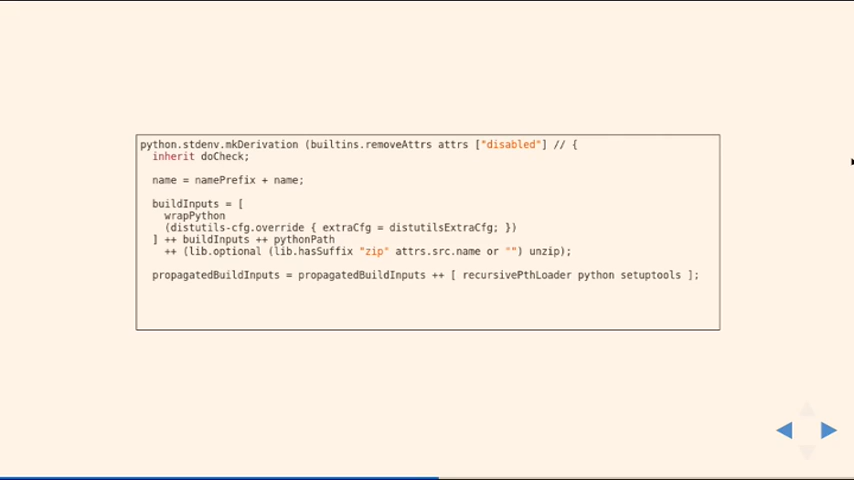 python.stdenv.mkDerivation (builtins.removeAttrs attrs ["disabled"] // {
  inherit doCheck;
  name = namePrefix + name;
  buildInputs = [
    wrapPython
    (distutils-cfg.override { extraCfg = distutilsExtraCfg; })
  ] ++ buildInputs ++ pythonPath
    ++ (lib.optional (lib.hasSuffix "zip" attrs.src.name or "") unzip);
  propagatedBuildInputs = propagatedBuildInputs ++ [ recursivePthLoader python setuptools ];